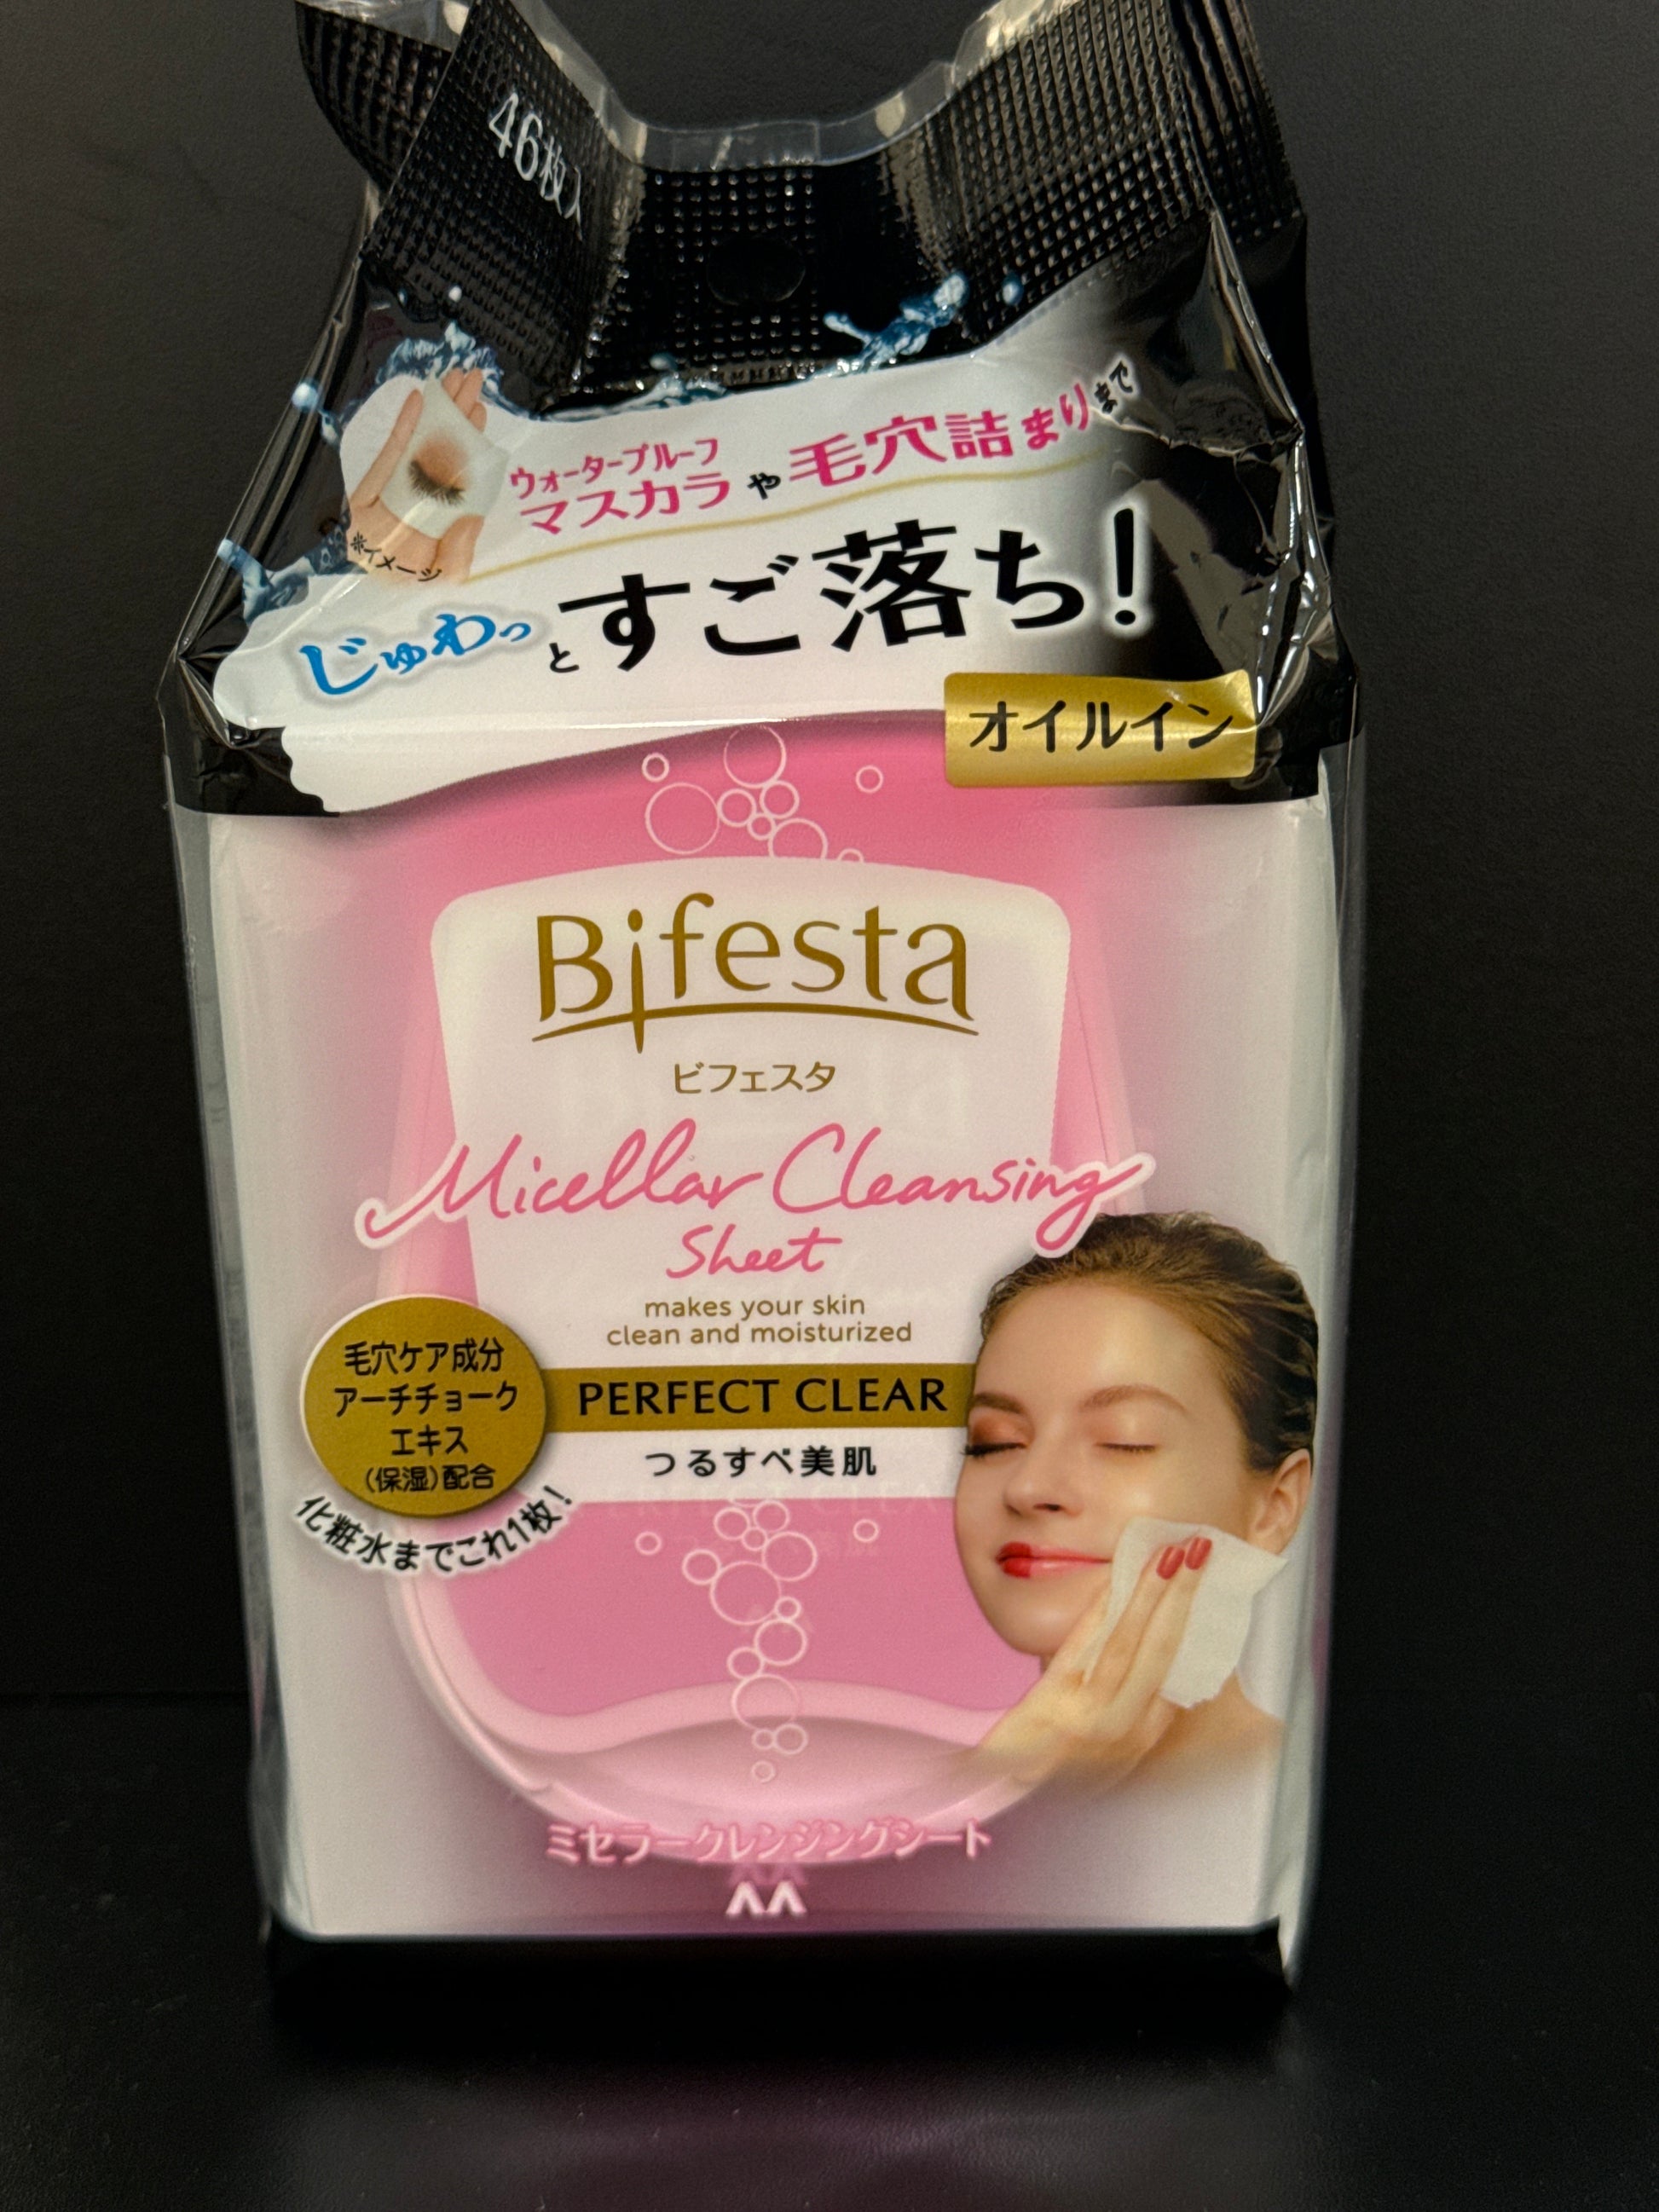 46枚入
ウォータープルーフ
マスカラや毛穴詰まりまで
※イメージ
じゅわっとすご落ち！
オイルイン
Bifesta
ビフェスタ
Micellar Cleansing
Sheet
makes your skin
clean and moisturized
PERFECT CLEAR
つるすべ美肌
毛穴ケア成分
アーチチョーク
エキス
(保湿)配合
化粧水までこれ1枚！
ミセラークレンジングシート